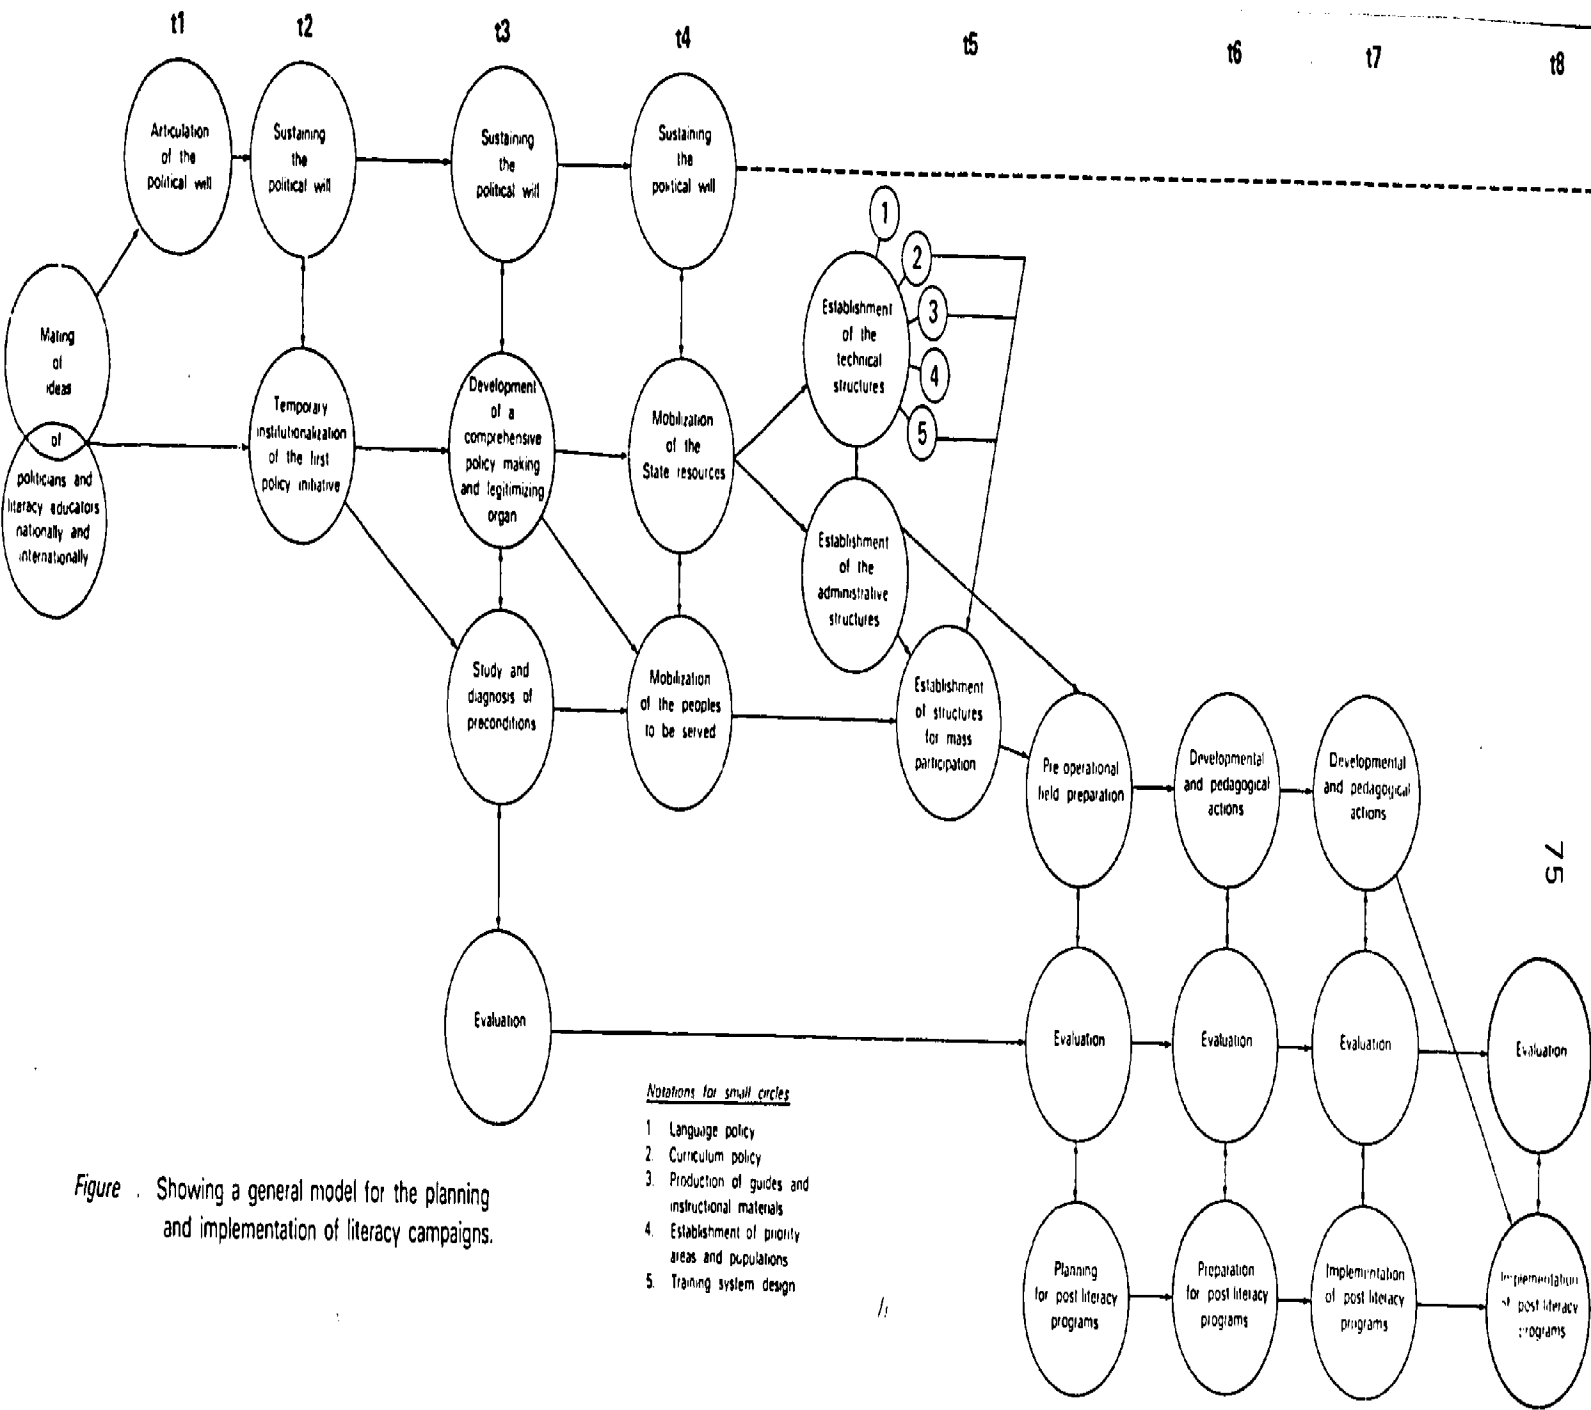 t1
t2
t3
t4
t5
t6
t7
t8
Articulation
of the
political will
Sustaining
the
political will
Sustaining
the
political will
Sustaining
the
political will
Mating
of
ideas
of
politicians and
literacy educators
nationally and
internationally
Temporary
institutionalization
of the first
policy initiative
Development
of a
comprehensive
policy making
and legitimizing
organ
Mobilization
of the
State resources
Establishment
of the
technical
structures
1
2
3
4
5
Establishment
of the
administrative
structures
Study and
diagnosis of
preconditions
Mobilization
of the peoples
to be served
Establishment
of structures
for mass
participation
Pre operational
field preparation
Developmental
and pedagogical
actions
Developmental
and pedagogical
actions
75
Evaluation
Evaluation
Evaluation
Evaluation
Evaluation
Planning
for post literacy
programs
Preparation
for post literacy
programs
Implementation
of post literacy
programs
Implementation
of post literacy
programs
Notations for small circles
1 Language policy
2. Curriculum policy
3. Production of guides and
instructional materials
4. Establishment of priority
areas and populations
5. Training system design
Figure . Showing a general model for the planning
and implementation of literacy campaigns.